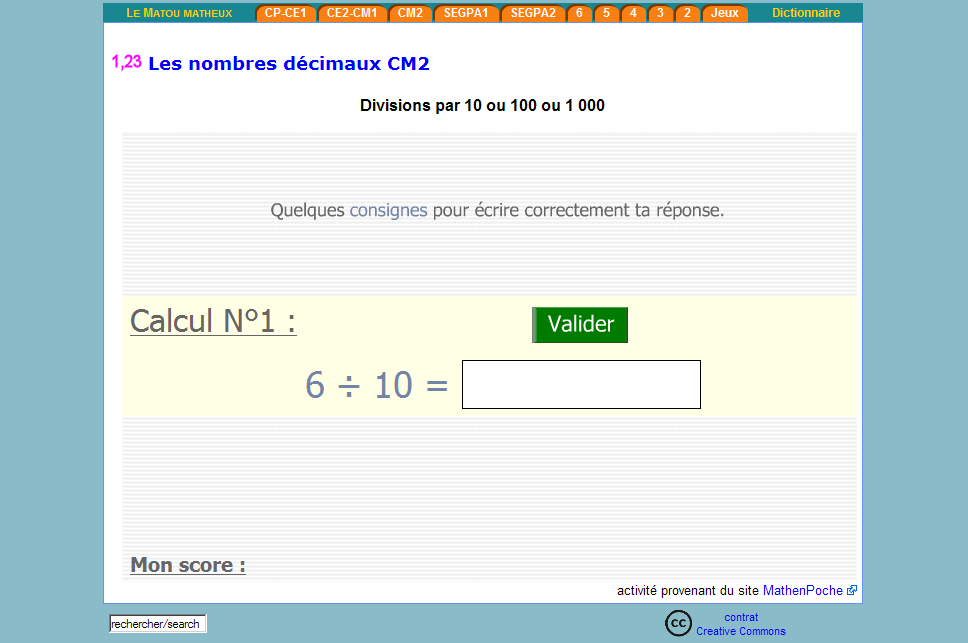 LE MATOU MATHEUX CP-CE1 CE2-CM1 CM2 SEGPA1 SEGPA2 6 5 4 3 2 Jeux Dictionnaire
1,23 Les nombres décimaux CM2
Divisions par 10 ou 100 ou 1 000
Quelques consignes pour écrire correctement ta réponse.
Calcul N°1 : Valider
6 ÷ 10 =
Mon score :
activité provenant du site MathenPoche
rechercher/search
cc contrat
Creative Commons